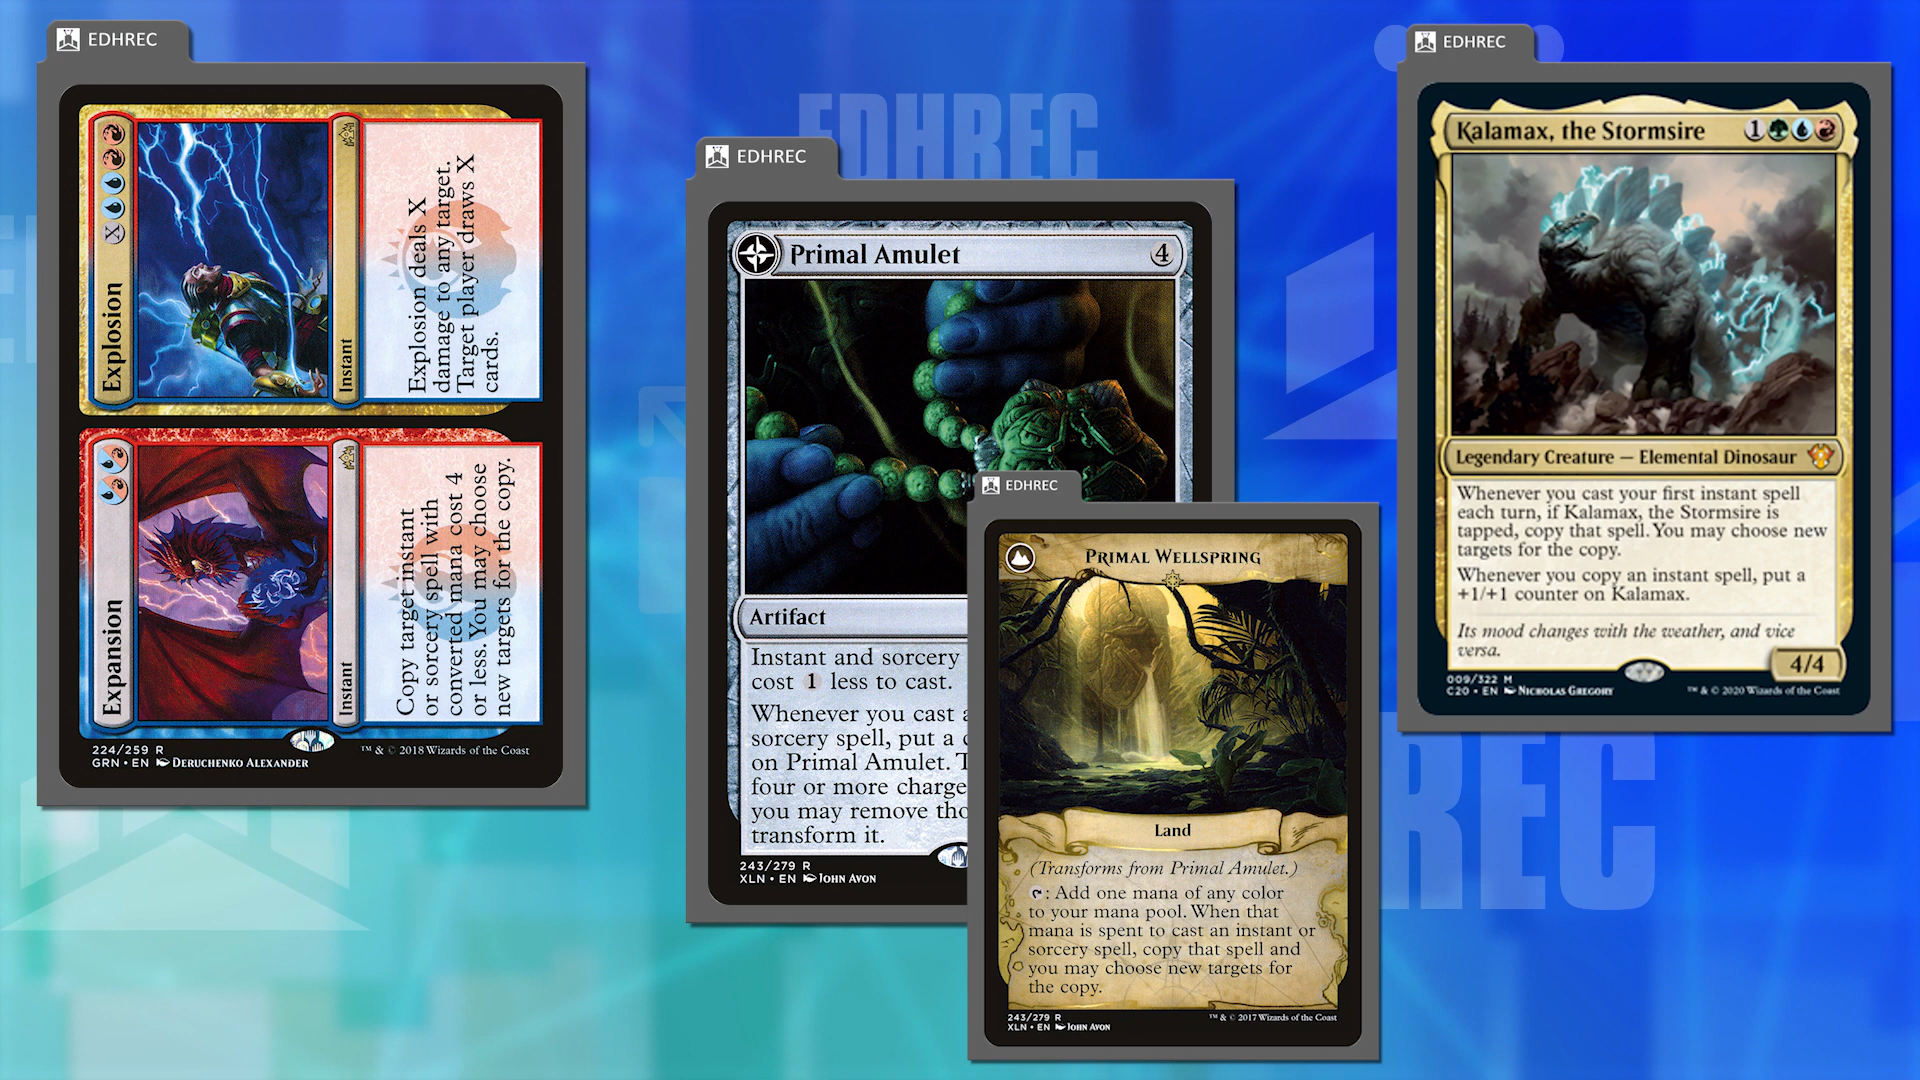 EDHREC
Explosion X
Instant
Explosion deals X
damage to any target.
Target player draws X
cards.
Expansion
Instant
Copy target instant
or sorcery spell with
converted mana cost 4
or less. You may choose
new targets for the copy.
224/259 R
GRN • EN DERUCHENKO ALEXANDER
™ & © 2018 Wizards of the Coast
EDHREC
EDHREC
Primal Amulet 4
Artifact
Instant and sorcery
cost 1 less to cast.
Whenever you cast a
sorcery spell, put a
on Primal Amulet.
four or more charge
you may remove
transform it.
243/279 R
XLN • EN JOHN AVON
EDHREC
PRIMAL WELLSPRING
Land
(Transforms from Primal Amulet.)
: Add one mana of any color
to your mana pool. When that
mana is spent to cast an instant or
sorcery spell, copy that spell and
you may choose new targets for
the copy.
243/279 R
XLN • EN JOHN AVON
™ & © 2017 Wizards of the Coast
EDHREC
Kalamax, the Stormsire 1
Legendary Creature — Elemental Dinosaur
Whenever you cast your first instant spell
each turn, if Kalamax, the Stormsire is
tapped, copy that spell. You may choose new
targets for the copy.
Whenever you copy an instant spell, put a
+1/+1 counter on Kalamax.
Its mood changes with the weather, and vice
versa.
4/4
009/322 M
C20 • EN NICHOLAS GREGORY
™ & © 2020 Wizards of the Coast
REC